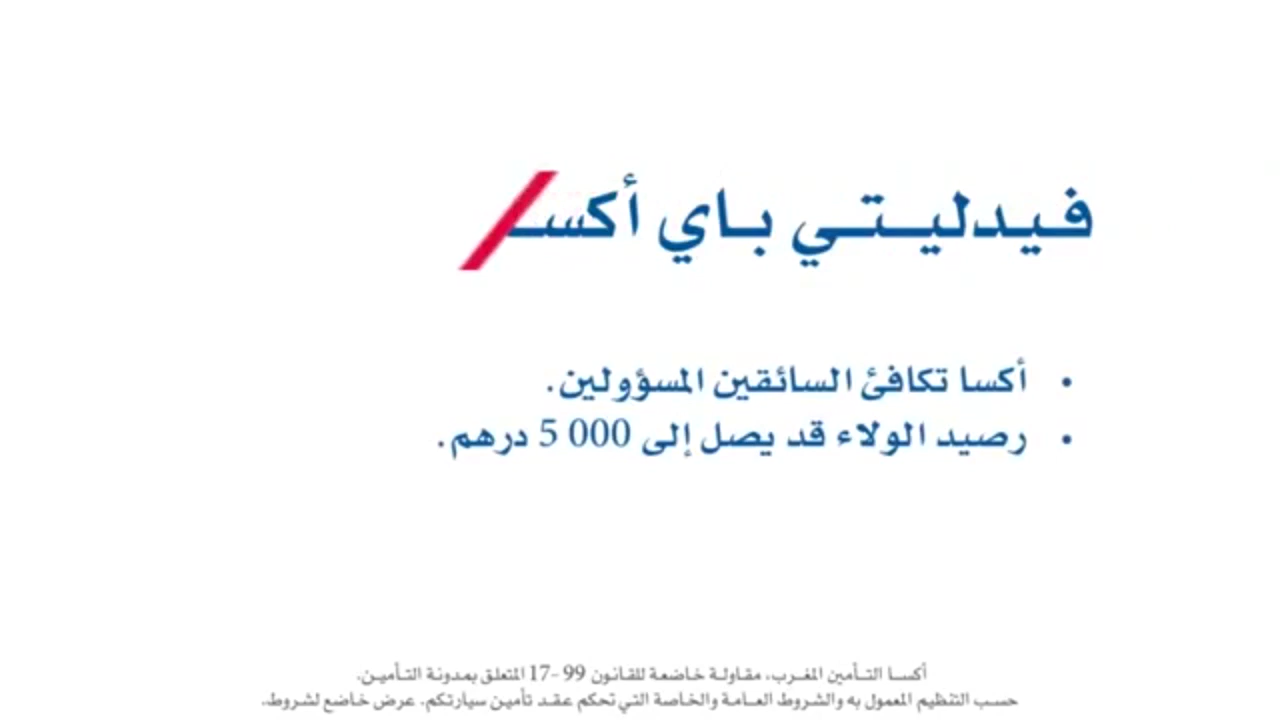 فيدليتي باي أكسا
• أكسا تكافئ السائقين المسؤولين.
• رصيد الولاء قد يصل إلى 000 5 درهم.
أكسا التأمين المغرب، مقاولة خاضعة للقانون 99-17 المتعلق بمدونة التأمين.
حسب التنظيم المعمول به والشروط العامة والخاصة التي تحكم عقد تأمين سيارتكم. عرض خاضع لشروط.